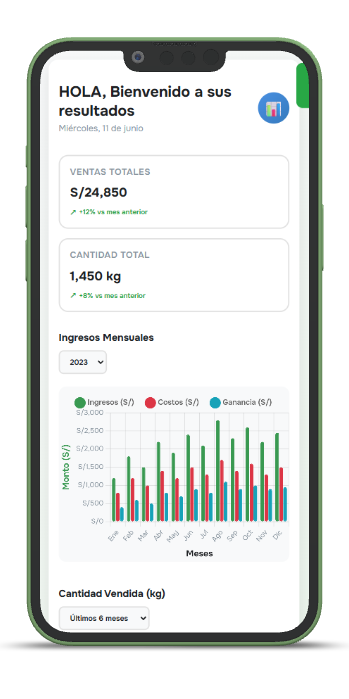 HOLA, Bienvenido a sus
resultados
Miércoles, 11 de junio
VENTAS TOTALES
S/24,850
↗ +12% vs mes anterior
CANTIDAD TOTAL
1,450 kg
↗ +8% vs mes anterior
Ingresos Mensuales
2023
Ingresos (S/) Costos (S/) Ganancia (S/)
S/3,000
S/2,500
S/2,000
S/1,500
S/1,000
S/500
S/0
Monto (S/)
Ene Feb Mar Abr May Jun Jul Ago Sep Oct Nov Dic
Meses
Cantidad Vendida (kg)
Últimos 6 meses